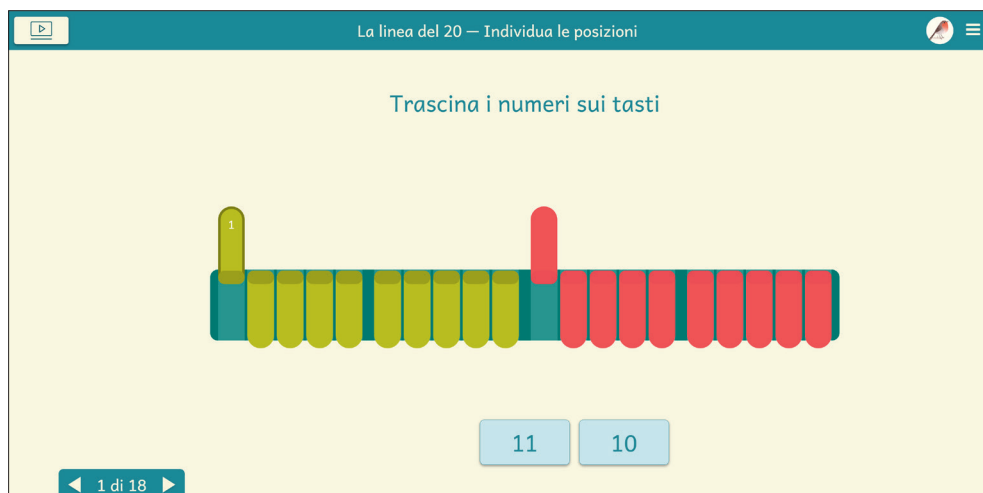 La linea del 20 — Individua le posizioni
Trascina i numeri sui tasti
1
11 10
1 di 18